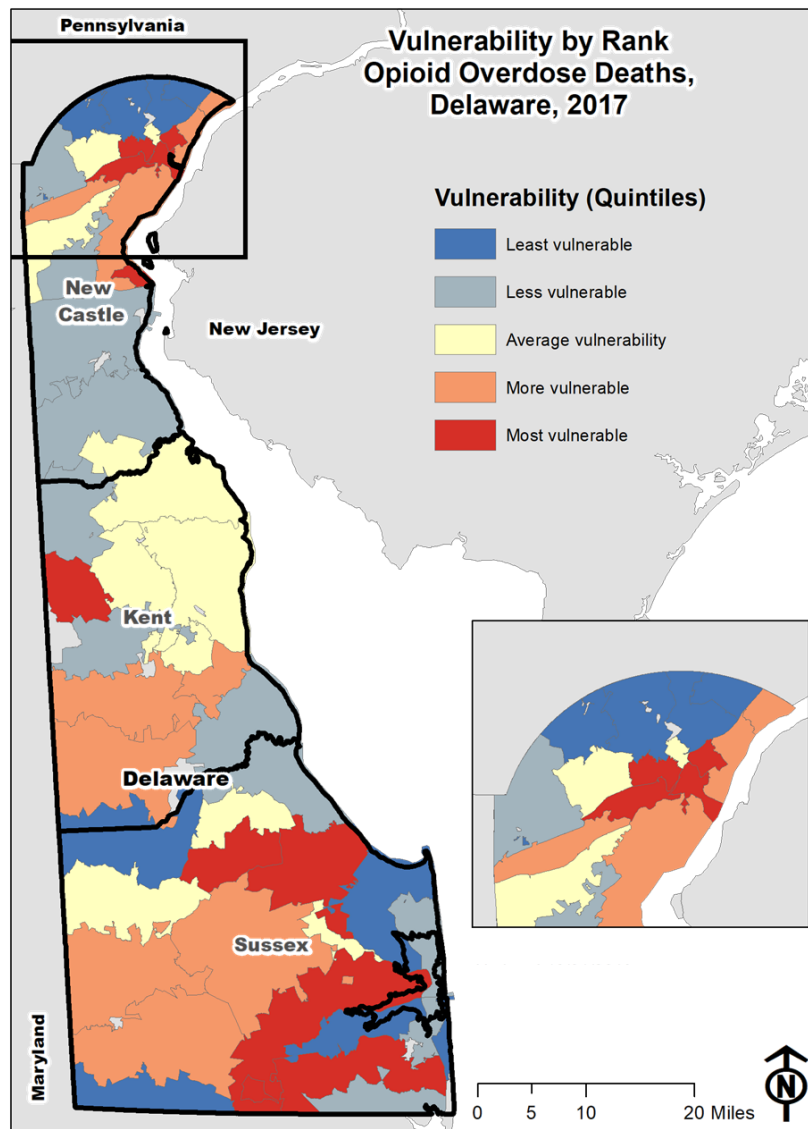 Pennsylvania
Vulnerability by Rank
Opioid Overdose Deaths,
Delaware, 2017
Vulnerability (Quintiles)
Least vulnerable
Less vulnerable
Average vulnerability
More vulnerable
Most vulnerable
New
Castle
New Jersey
Kent
Delaware
Sussex
Maryland
0 5 10 20 Miles
N